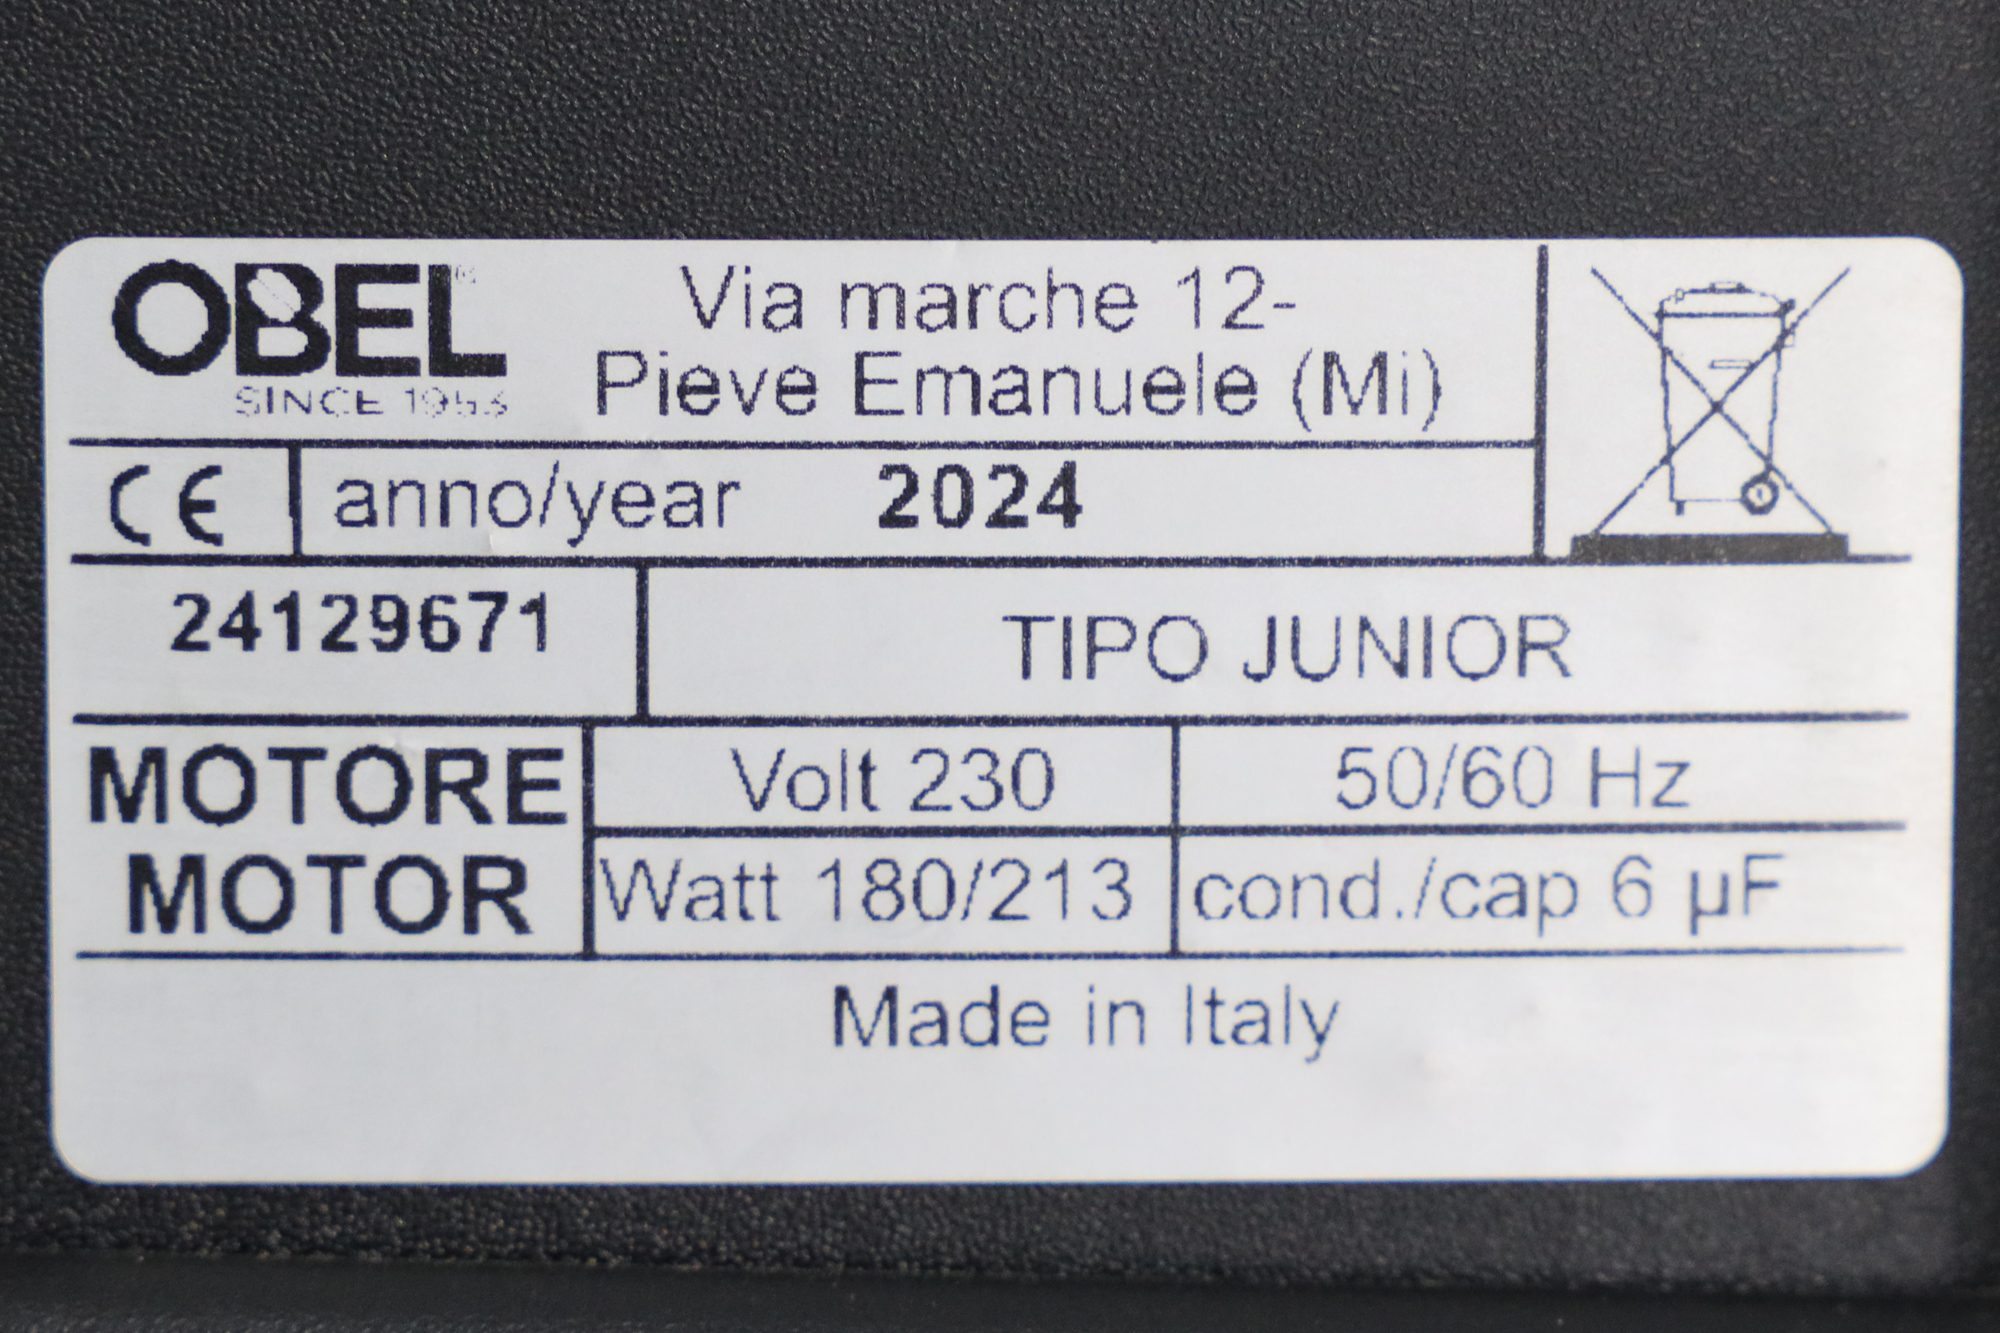 OBEL®
SINCE 1953
Via marche 12-
Pieve Emanuele (Mi)
CE anno/year 2024
24129671 TIPO JUNIOR
MOTORE
MOTOR
Volt 230 50/60 Hz
Watt 180/213 cond./cap 6 µF
Made in Italy